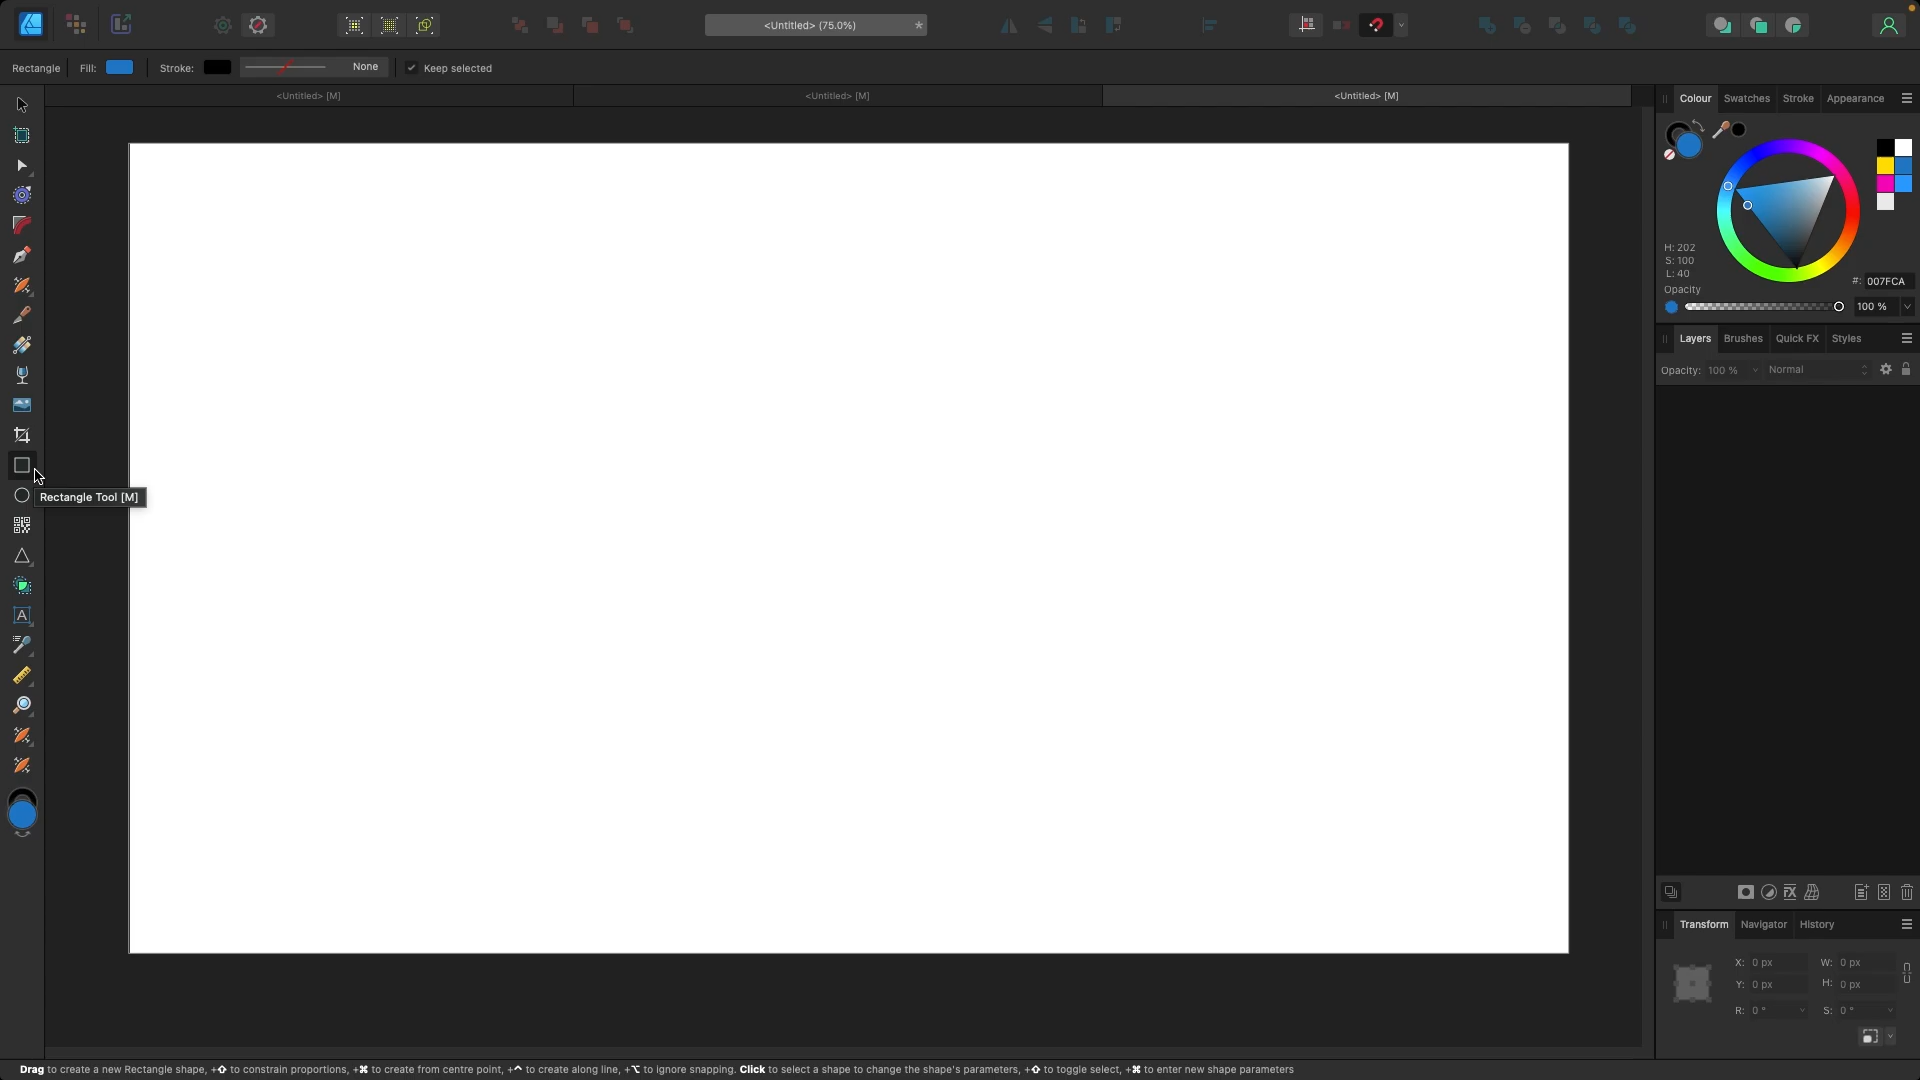 <Untitled> (75.0%) *
Rectangle Fill: Stroke: None Keep selected
<Untitled> [M] <Untitled> [M] <Untitled> [M]
Colour Swatches Stroke Appearance
H: 202
S: 100
L: 40
#: 007FCA
Opacity
100 %
Layers Brushes Quick FX Styles
Opacity: 100 % Normal
Rectangle Tool [M]
A
FX
Transform Navigator History
X: 0 px W: 0 px
Y: 0 px H: 0 px
R: 0 ° S: 0 °
Drag to create a new Rectangle shape, +⇧ to constrain proportions, +⌘ to create from centre point, +^ to create along line, +⌥ to ignore snapping. Click to select a shape to change the shape's parameters, +⇧ to toggle select, +⌘ to enter new shape parameters